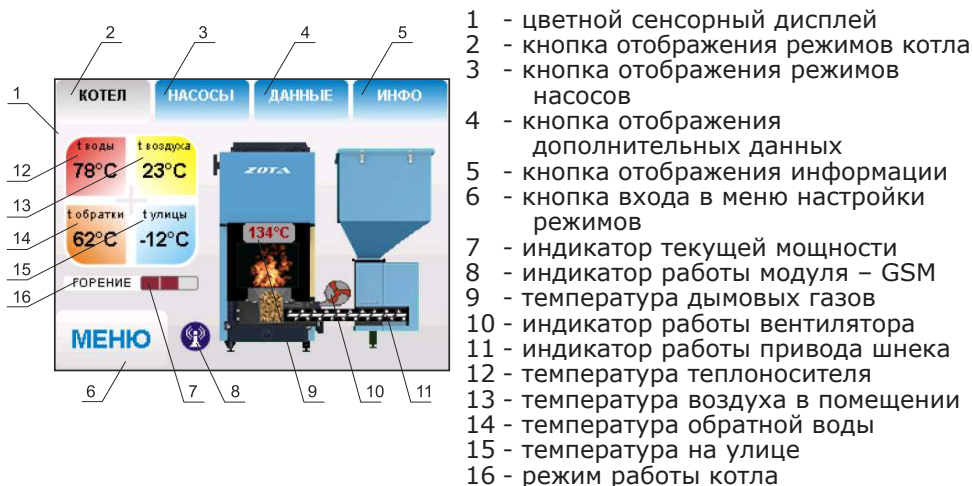 2 3 4 5
1
КОТЕЛ НАСОСЫ ДАННЫЕ ИНФО
t воды t воздуха
78°C 23°C
12
13
ZOTA
t обратки t улицы
62°C -12°C
14
134°C
15
16
ГОРЕНИЕ
МЕНЮ
6 7 8 9 10 11
1 - цветной сенсорный дисплей
2 - кнопка отображения режимов котла
3 - кнопка отображения режимов
насосов
4 - кнопка отображения
дополнительных данных
5 - кнопка отображения информации
6 - кнопка входа в меню настройки
режимов
7 - индикатор текущей мощности
8 - индикатор работы модуля – GSM
9 - температура дымовых газов
10 - индикатор работы вентилятора
11 - индикатор работы привода шнека
12 - температура теплоносителя
13 - температура воздуха в помещении
14 - температура обратной воды
15 - температура на улице
16 - режим работы котла